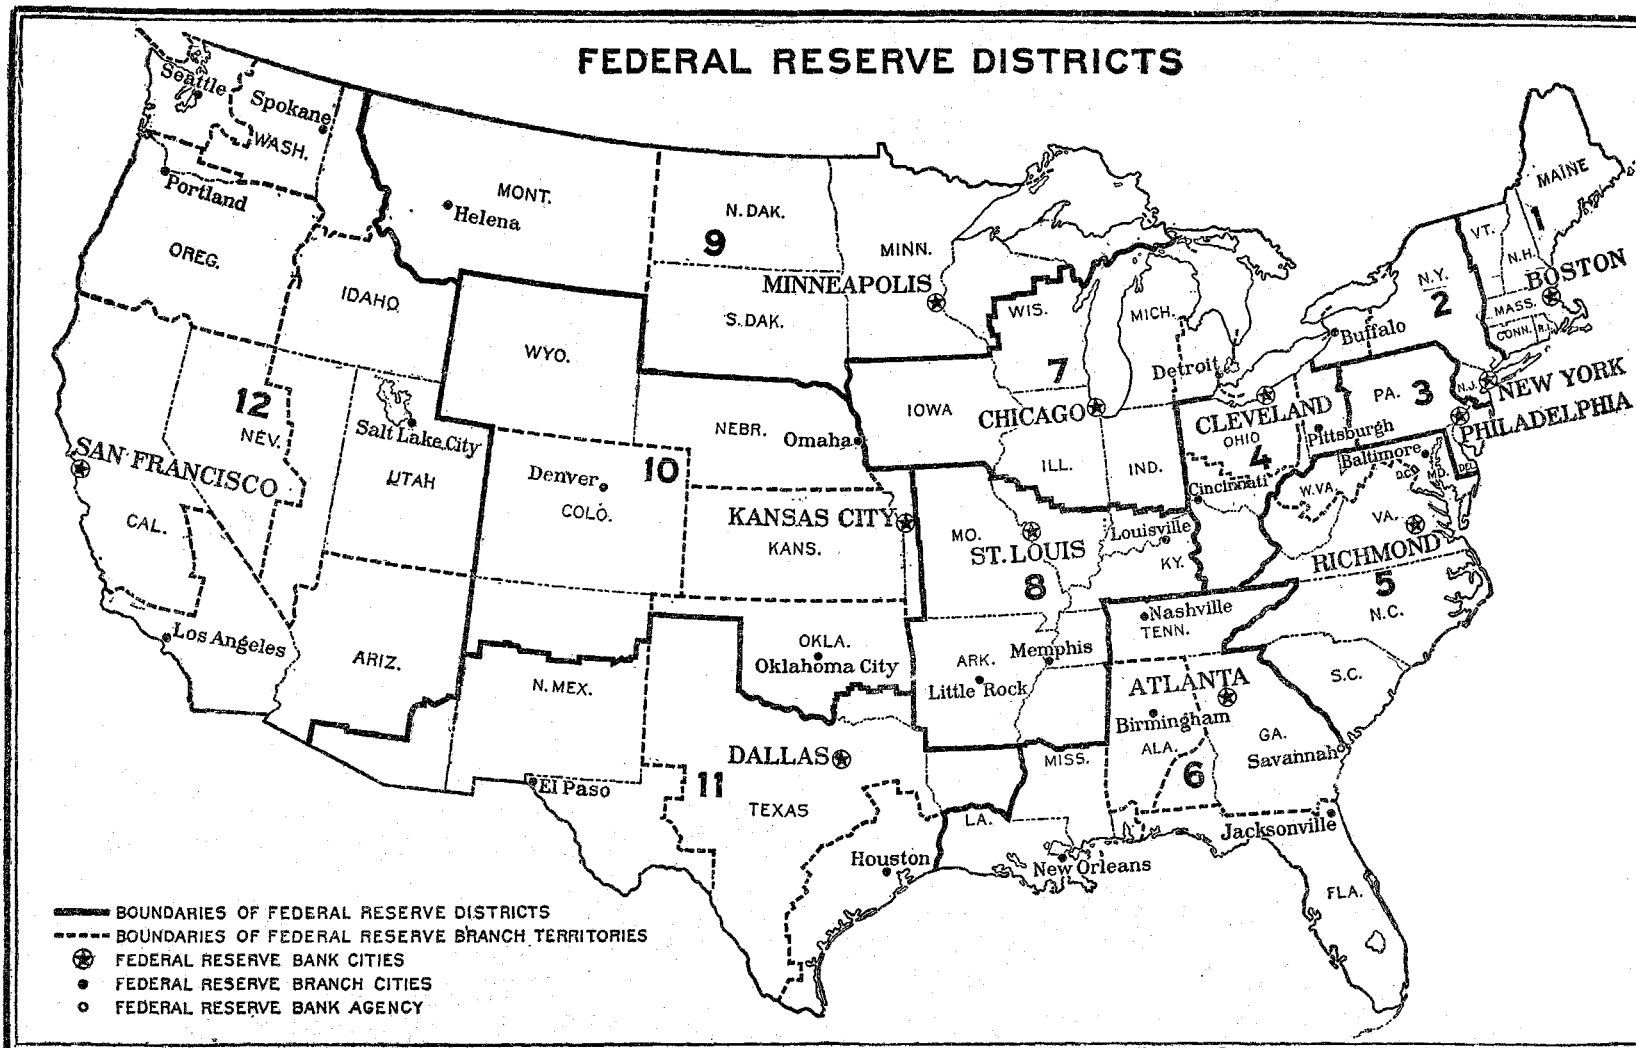 FEDERAL RESERVE DISTRICTS
Seattle
Spokane
WASH.
Portland
OREG.
MONT.
Helena
IDAHO
N. DAK.
9
MINN.
MINNEAPOLIS
S. DAK.
WYO.
WIS.
MICH.
7
Detroit
MAINE
1
VT.
N.H.
BOSTON
MASS.
CONN.
R.I.
N.Y.
2
Buffalo
NEW YORK
N.J.
PA.
3
PHILADELPHIA
12
NEV.
SAN FRANCISCO
CAL.
Salt Lake City
UTAH
Los Angeles
ARIZ.
NEBR.
Omaha
10
Denver
COLO.
KANSAS CITY
KANS.
IOWA
CHICAGO
ILL.
IND.
CLEVELAND
OHIO
4
Pittsburgh
Cincinnati
Baltimore
D.C.
MD.
DEL.
W. VA.
VA.
RICHMOND
5
N.C.
S.C.
MO.
ST. LOUIS
8
Louisville
KY.
Nashville
TENN.
Memphis
ARK.
Little Rock
OKLA.
Oklahoma City
N. MEX.
El Paso
DALLAS
11
TEXAS
Houston
LA.
New Orleans
MISS.
ATLANTA
Birmingham
ALA.
6
GA.
Savannah
Jacksonville
FLA.
BOUNDARIES OF FEDERAL RESERVE DISTRICTS
BOUNDARIES OF FEDERAL RESERVE BRANCH TERRITORIES
FEDERAL RESERVE BANK CITIES
FEDERAL RESERVE BRANCH CITIES
FEDERAL RESERVE BANK AGENCY